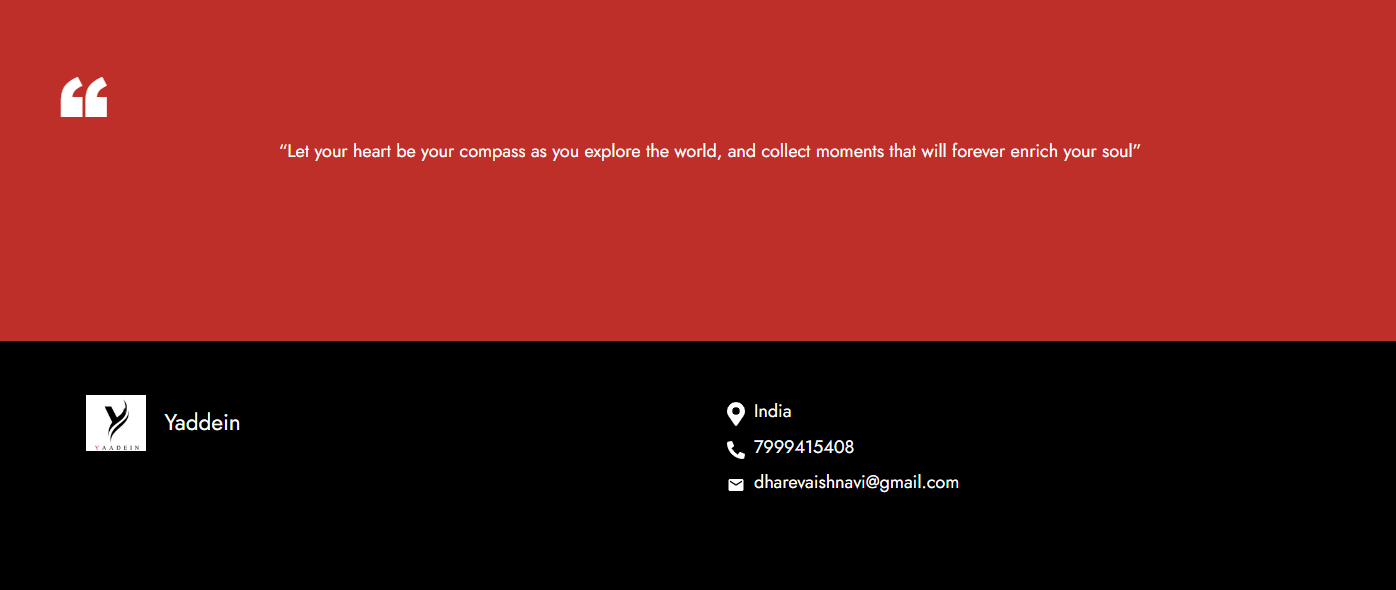 “Let your heart be your compass as you explore the world, and collect moments that will forever enrich your soul”
YAADEIN
Yaddein
India
7999415408
dharevaishnavi@gmail.com